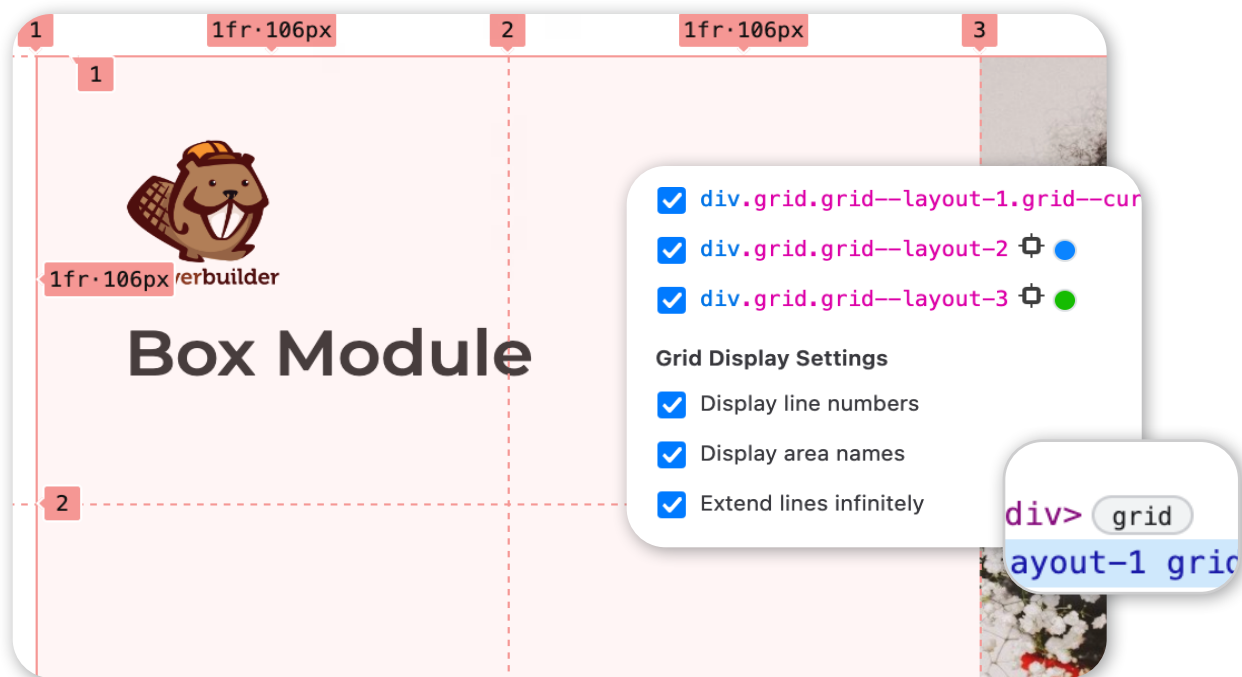 1
1fr·106px
2
1fr·106px
3
1
1fr·106px
verbuilder
Box Module
2
div.grid.grid--layout-1.grid--cur
div.grid.grid--layout-2
div.grid.grid--layout-3
Grid Display Settings
Display line numbers
Display area names
Extend lines infinitely
div> grid
ayout-1 grid